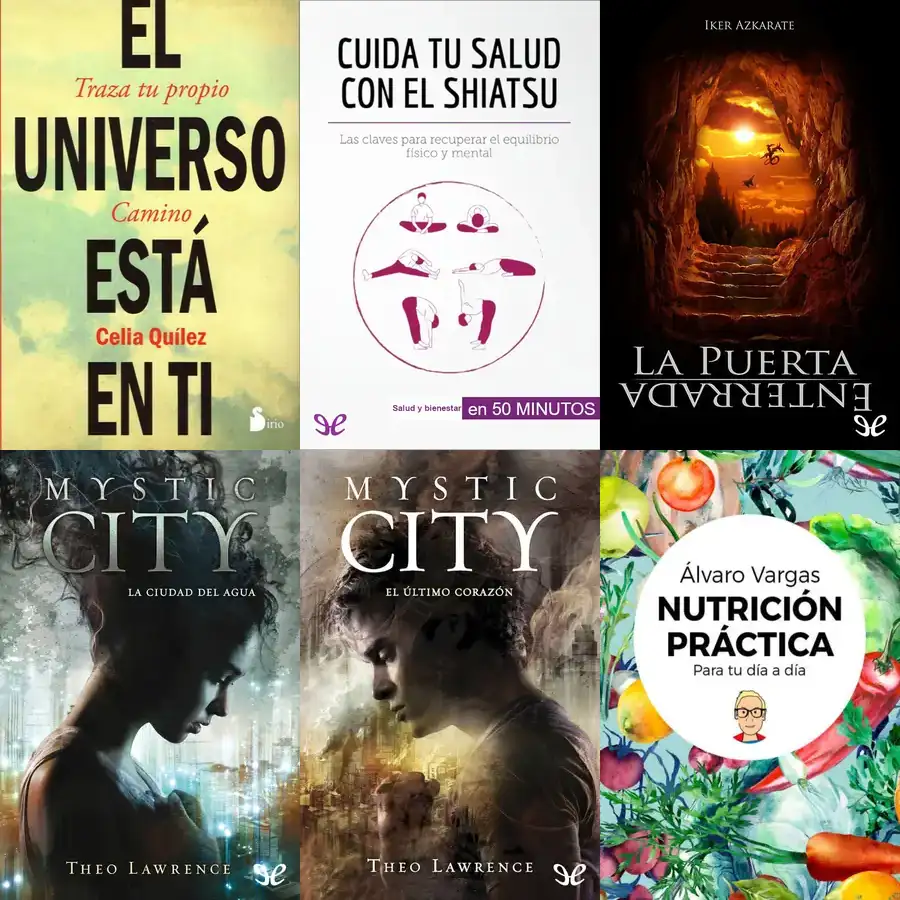 EL
Traza tu propio
UNIVERSO
Camino
ESTÁ
Celia Quílez
EN TI
Sirio
CUIDA TU SALUD
CON EL SHIATSU
Las claves para recuperar el equilibrio
físico y mental
Salud y bienestar en 50 MINUTOS
Iker Azkarate
La Puerta
Enterrada
MYSTIC
CITY
LA CIUDAD DEL AGUA
Theo Lawrence
MYSTIC
CITY
EL ÚLTIMO CORAZÓN
Theo Lawrence
Álvaro Vargas
NUTRICIÓN
PRÁCTICA
Para tu día a día